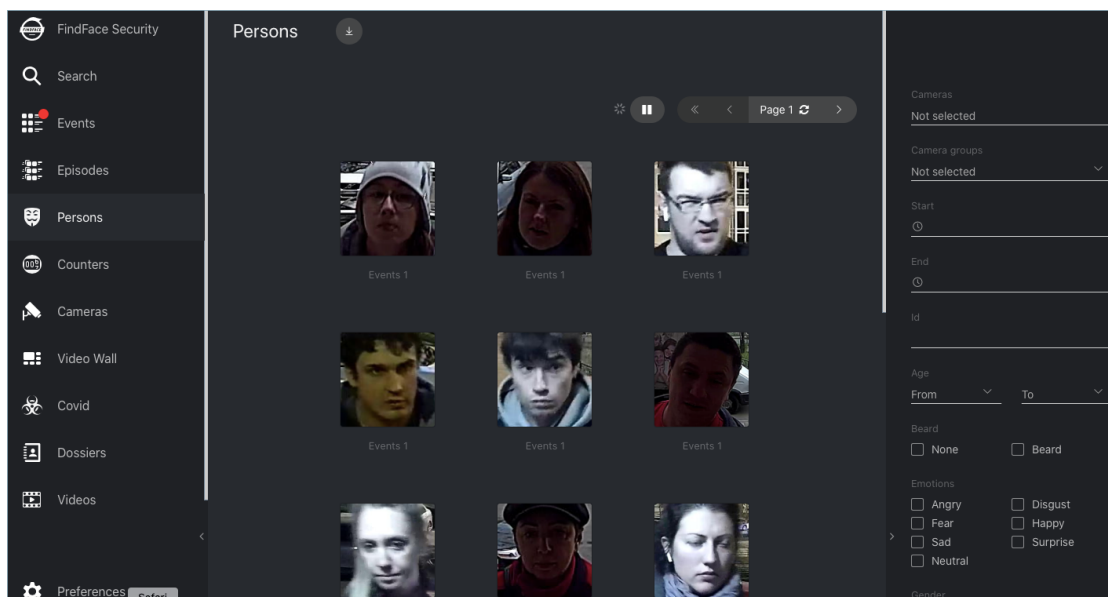 FindFace Security
Search
Events
Episodes
Persons
Counters
Cameras
Video Wall
Covid
Dossiers
Videos
Preferences
Persons
Page 1
Events 1
Events 1
Events 1
Events 1
Events 1
Events 1
Cameras
Not selected
Camera groups
Not selected
Start
End
Id
Age
From To
Beard
None Beard
Emotions
Angry Disgust
Fear Happy
Sad Surprise
Neutral
Gender